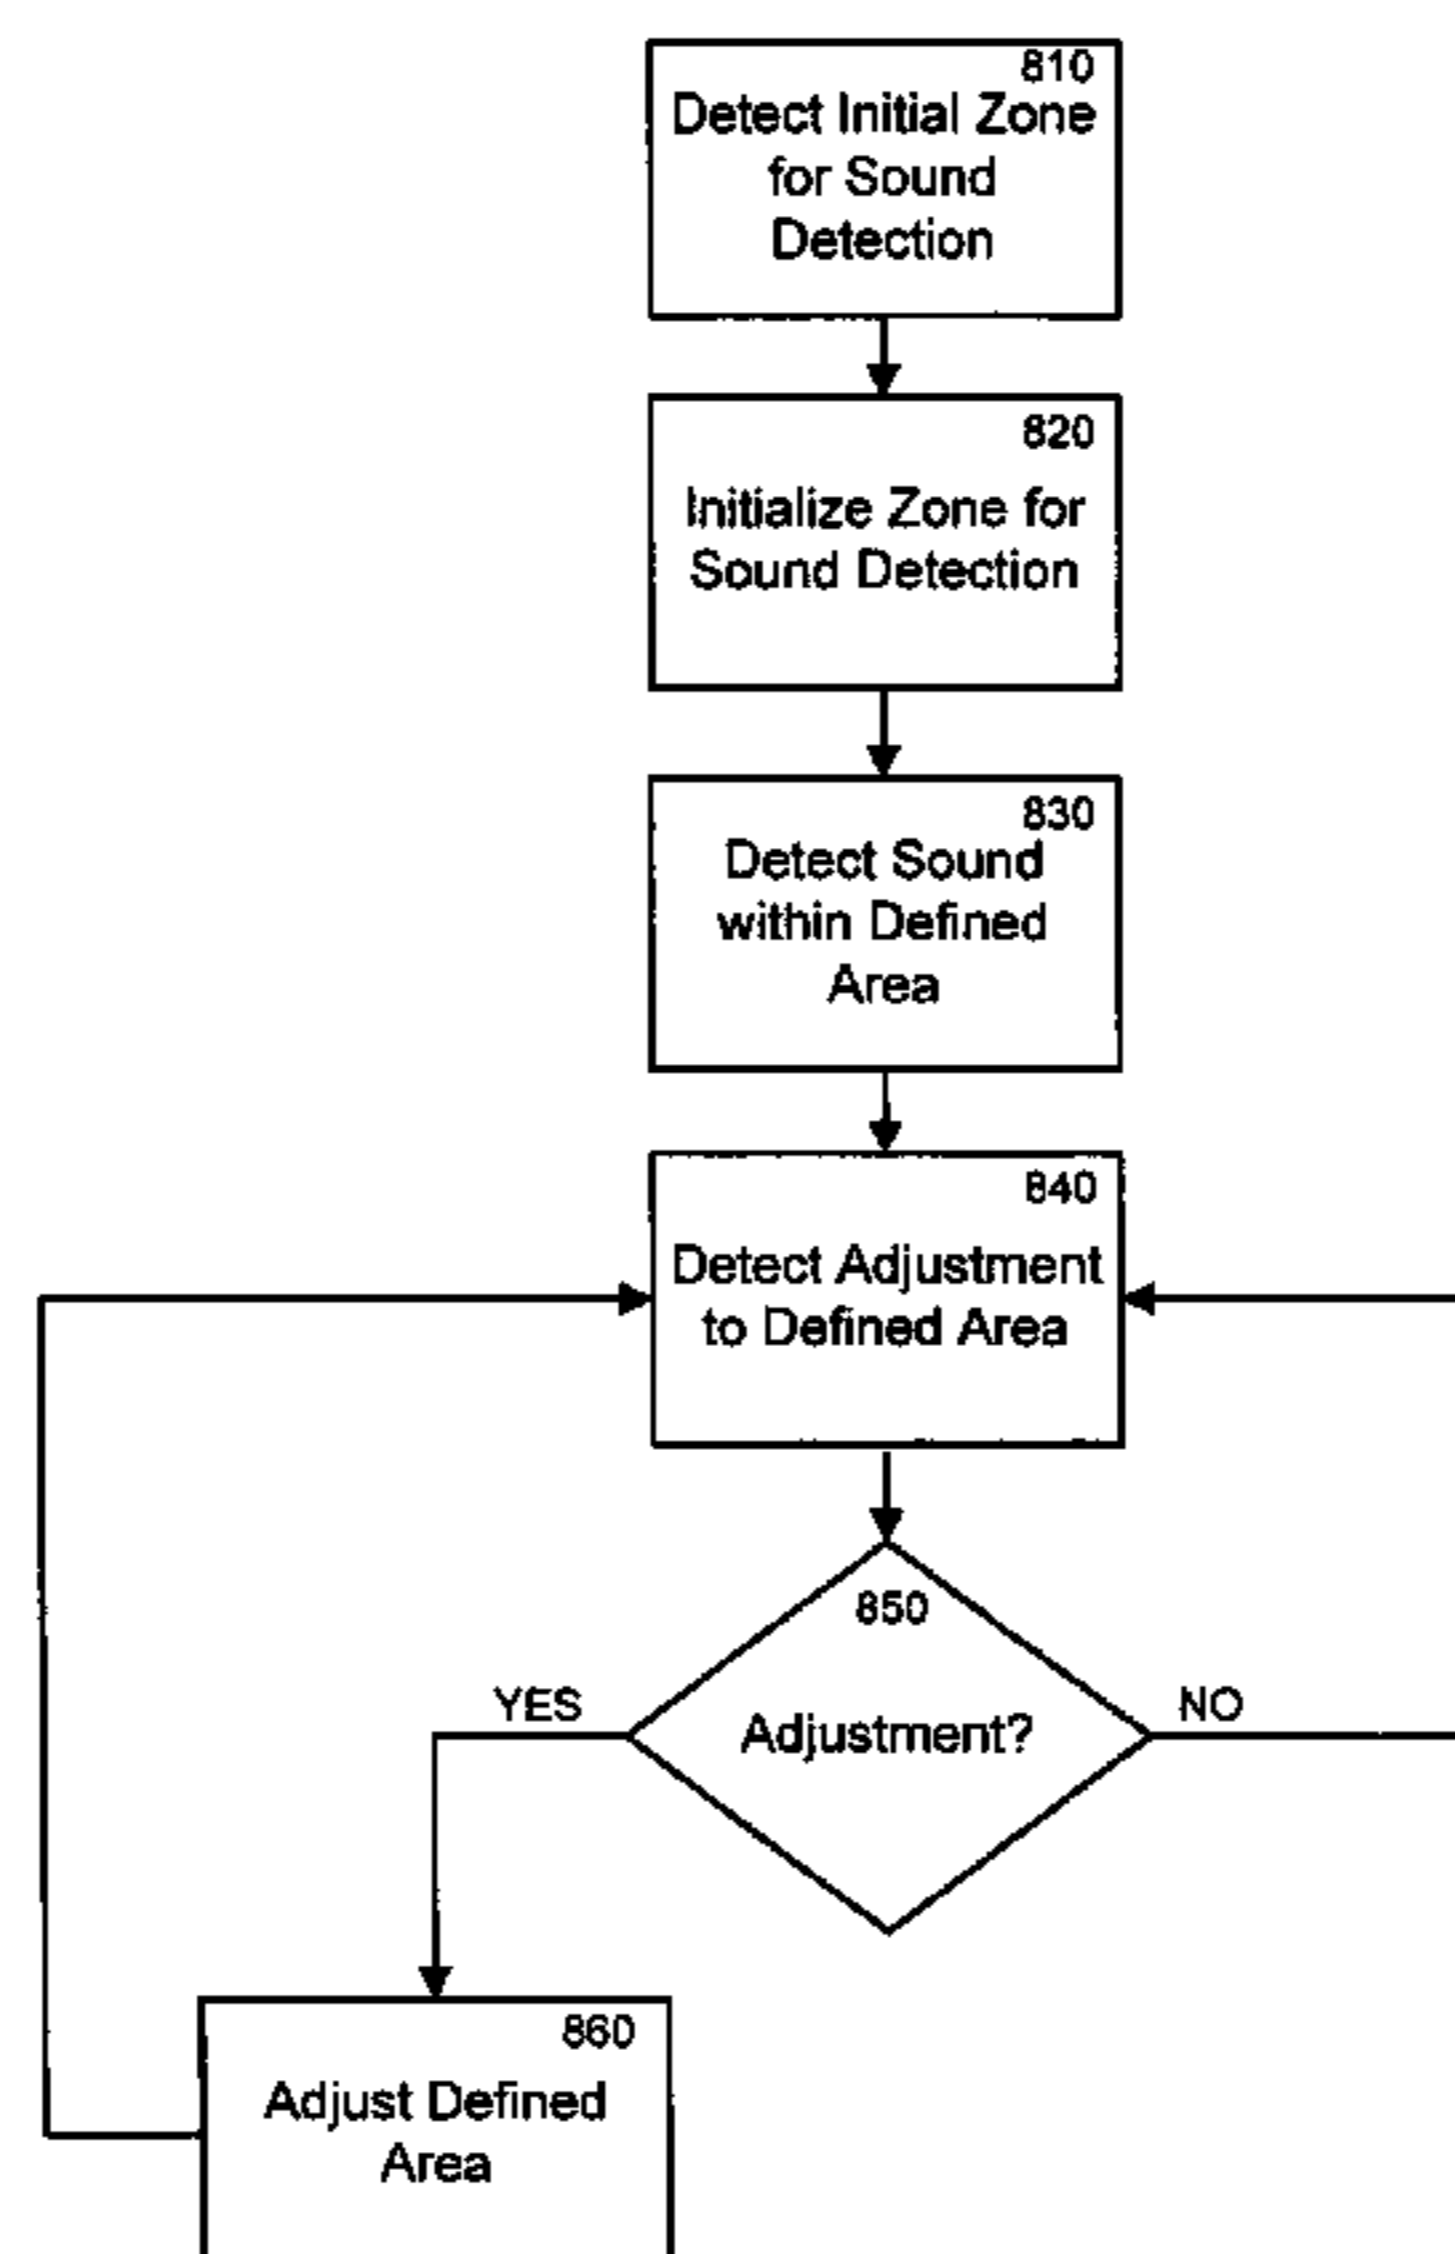 810
Detect Initial Zone
for Sound
Detection
820
Initialize Zone for
Sound Detection
830
Detect Sound
within Defined
Area
840
Detect Adjustment
to Defined Area
850
YES
Adjustment?
NO
860
Adjust Defined
Area